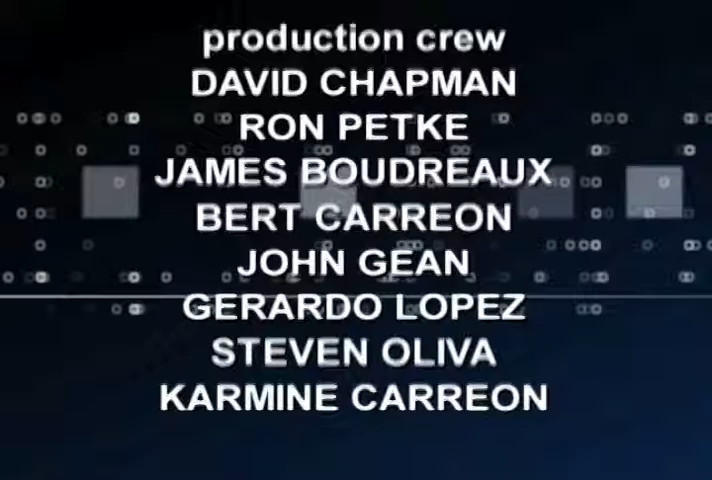 production crew
DAVID CHAPMAN
RON PETKE
JAMES BOUDREAUX
BERT CARREON
JOHN GEAN
GERARDO LOPEZ
STEVEN OLIVA
KARMINE CARREON